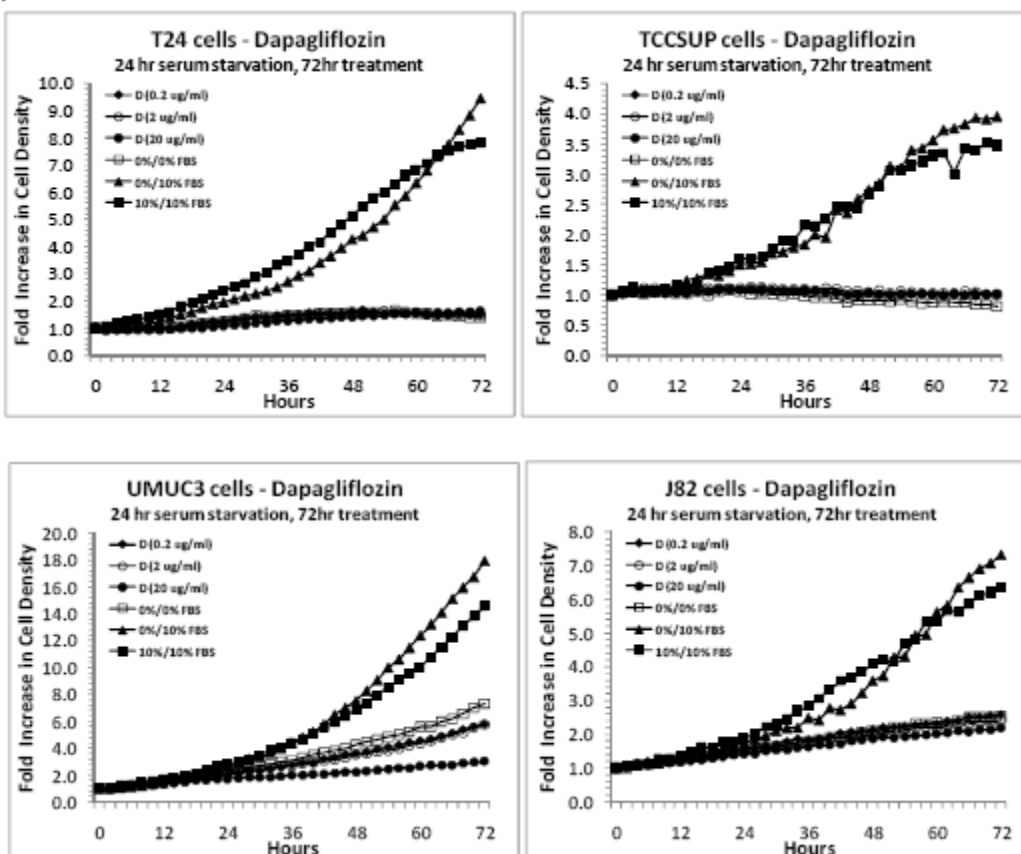 T24 cells - Dapagliflozin
24 hr serum starvation, 72hr treatment
Fold Increase in Cell Density
10.0
9.0
8.0
7.0
6.0
5.0
4.0
3.0
2.0
1.0
0.0
D(0.2 ug/ml)
D(2 ug/ml)
D(20 ug/ml)
0%/0% FBS
0%/10% FBS
10%/10% FBS
0 12 24 36 48 60 72
Hours
TCCSUP cells - Dapagliflozin
24 hr serum starvation, 72hr treatment
Fold Increase in Cell Density
4.5
4.0
3.5
3.0
2.5
2.0
1.5
1.0
0.5
0.0
D(0.2 ug/ml)
D(2 ug/ml)
D(20 ug/ml)
0%/0% FBS
0%/10% FBS
10%/10% FBS
0 12 24 36 48 60 72
Hours
UMUC3 cells - Dapagliflozin
24 hr serum starvation, 72hr treatment
Fold Increase in Cell Density
20.0
18.0
16.0
14.0
12.0
10.0
8.0
6.0
4.0
2.0
0.0
D(0.2 ug/ml)
D(2 ug/ml)
D(20 ug/ml)
0%/0% FBS
0%/10% FBS
10%/10% FBS
0 12 24 36 48 60 72
Hours
J82 cells - Dapagliflozin
24 hr serum starvation, 72hr treatment
Fold Increase in Cell Density
8.0
7.0
6.0
5.0
4.0
3.0
2.0
1.0
0.0
D(0.2 ug/ml)
D(2 ug/ml)
D(20 ug/ml)
0%/0% FBS
0%/10% FBS
10%/10% FBS
0 12 24 36 48 60 72
Hours